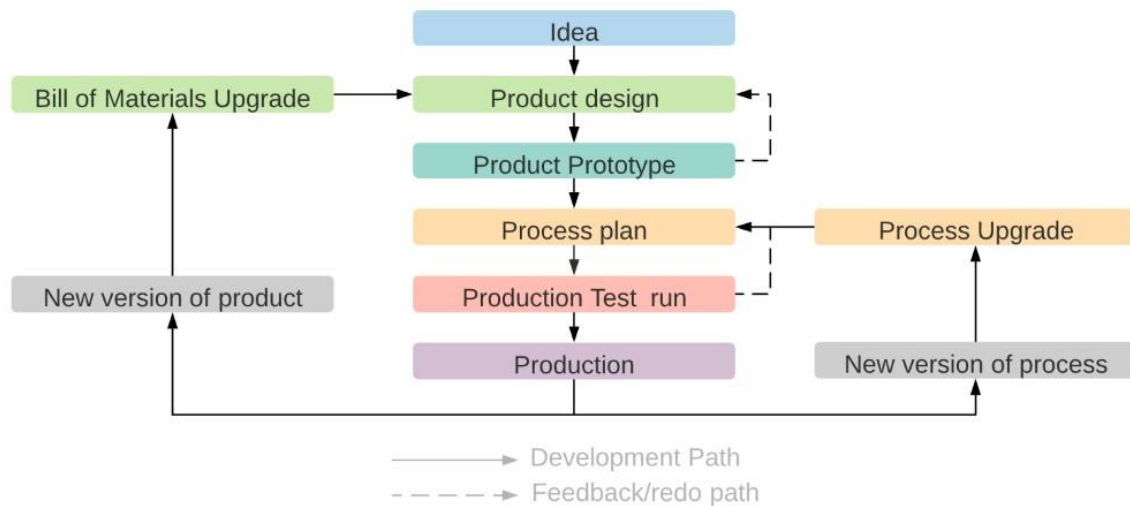 Idea
Bill of Materials Upgrade
Product design
Product Prototype
Process plan
Process Upgrade
New version of product
Production Test run
Production
New version of process
Development Path
Feedback/redo path